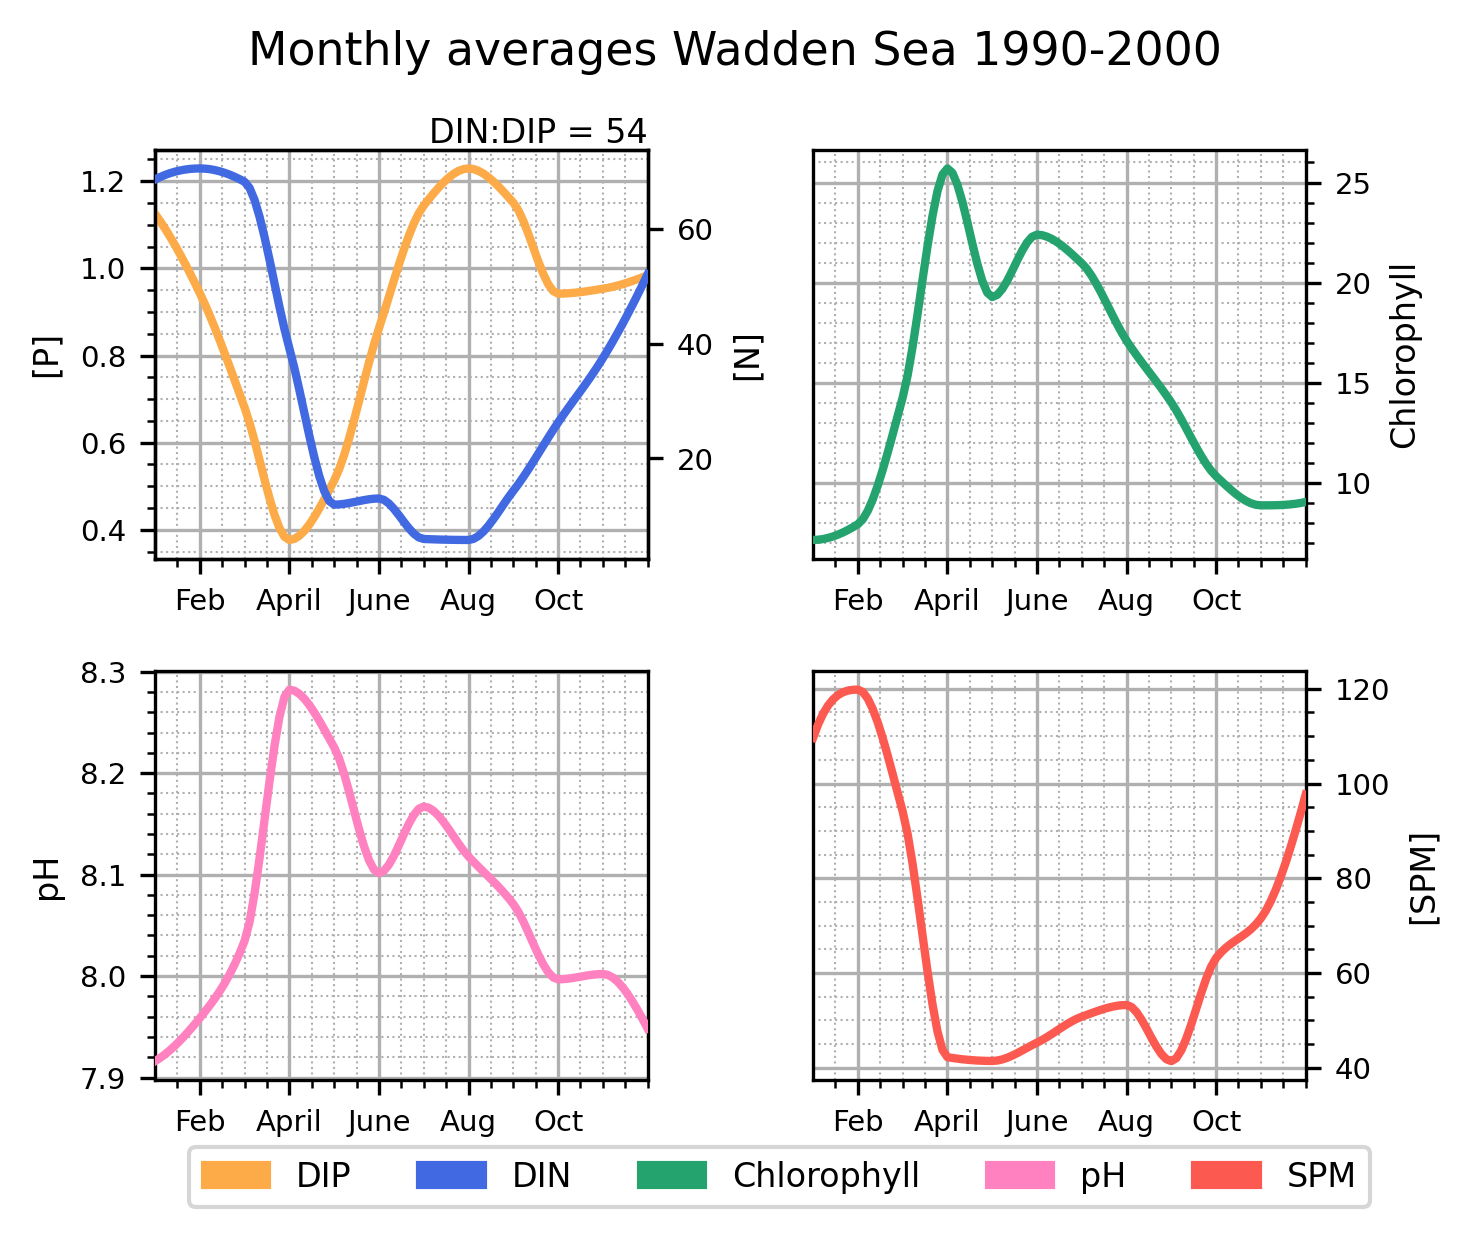 Monthly averages Wadden Sea 1990-2000
DIN:DIP = 54
[P]
1.2
1.0
0.8
0.6
0.4
60
40
20
[N]
Feb April June Aug Oct
25
20
15
10
Chlorophyll
Feb April June Aug Oct
pH
8.3
8.2
8.1
8.0
7.9
Feb April June Aug Oct
120
100
80
60
40
[SPM]
Feb April June Aug Oct
DIP DIN Chlorophyll pH SPM